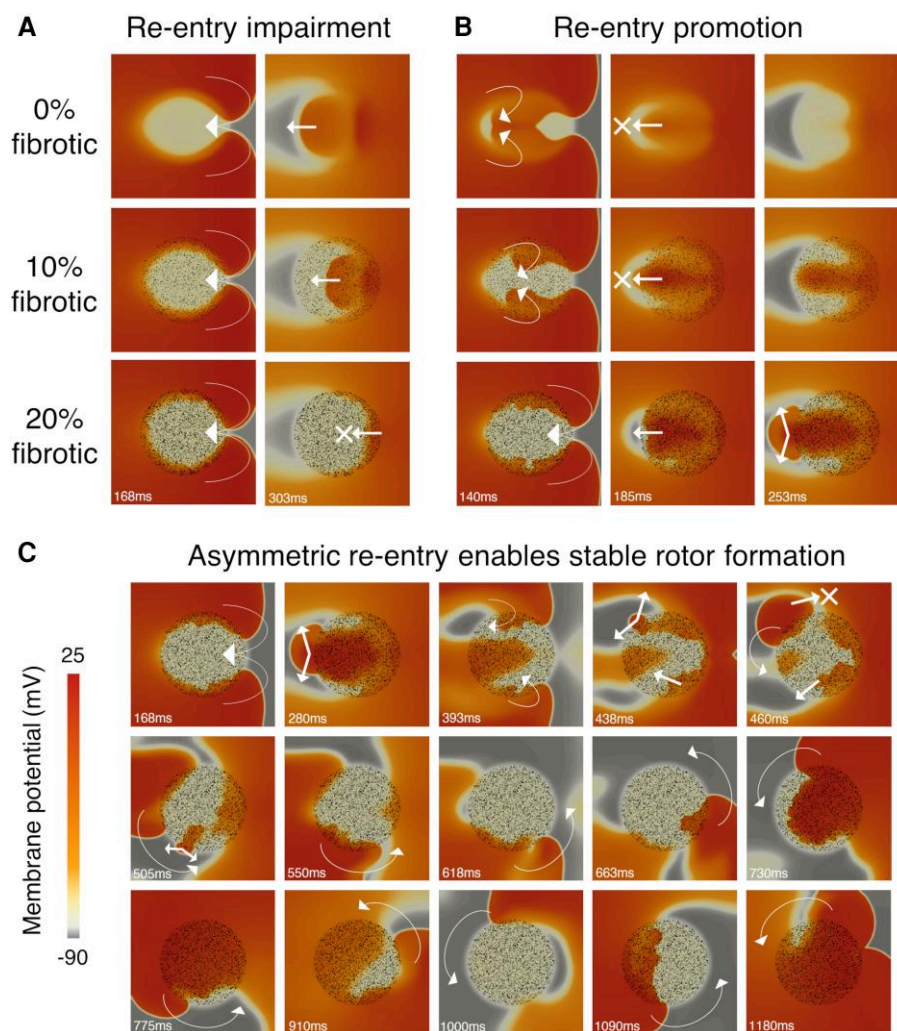 A Re-entry impairment
B Re-entry promotion
0%
fibrotic
10%
fibrotic
20%
fibrotic
168ms
303ms
140ms
185ms
253ms
C Asymmetric re-entry enables stable rotor formation
Membrane potential (mV)
25
-90
168ms
280ms
393ms
438ms
460ms
505ms
550ms
618ms
663ms
730ms
775ms
910ms
1000ms
1090ms
1180ms